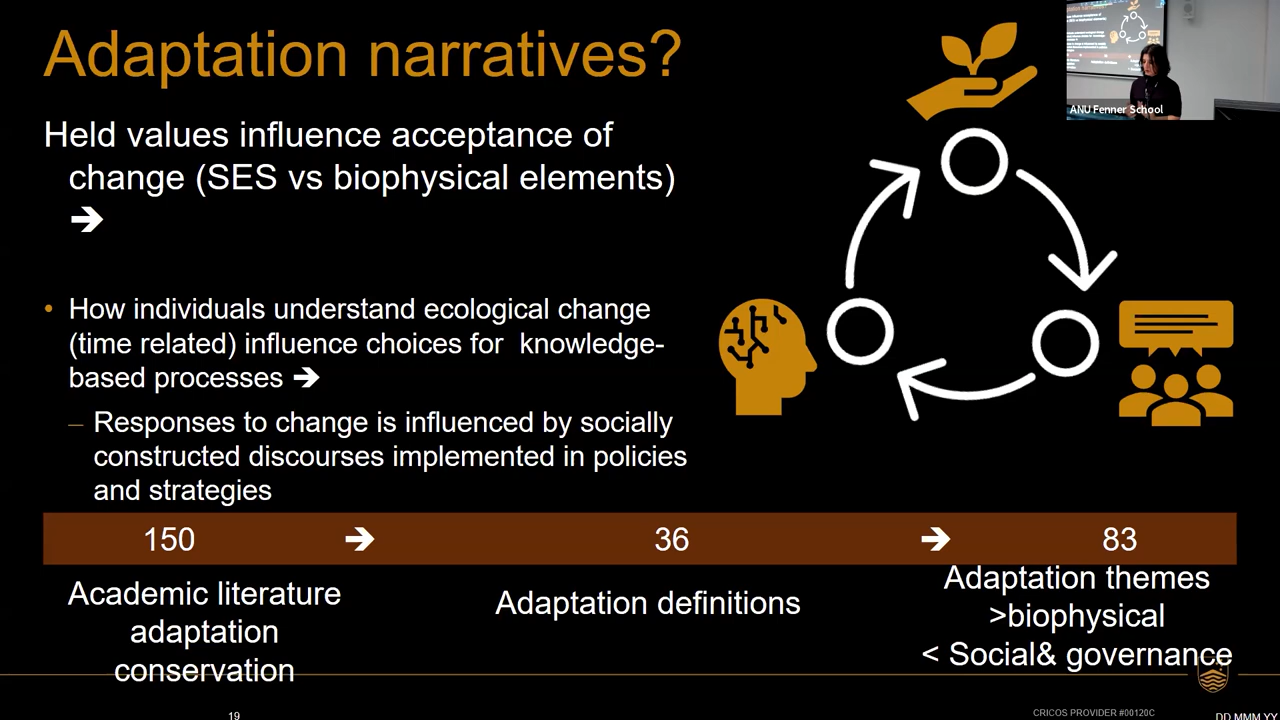 Adaptation narratives?
Held values influence acceptance of
change (SES vs biophysical elements)
➔
• How individuals understand ecological change
(time related) influence choices for  knowledge-
based processes ➔
– Responses to change is influenced by socially
constructed discourses implemented in policies
and strategies
150 ➔ 36 ➔ 83
Academic literature
adaptation
conservation
Adaptation definitions
Adaptation themes
>biophysical
< Social& governance
ANU Fenner School
19
CRICOS PROVIDER #00120C
DD MMM YY